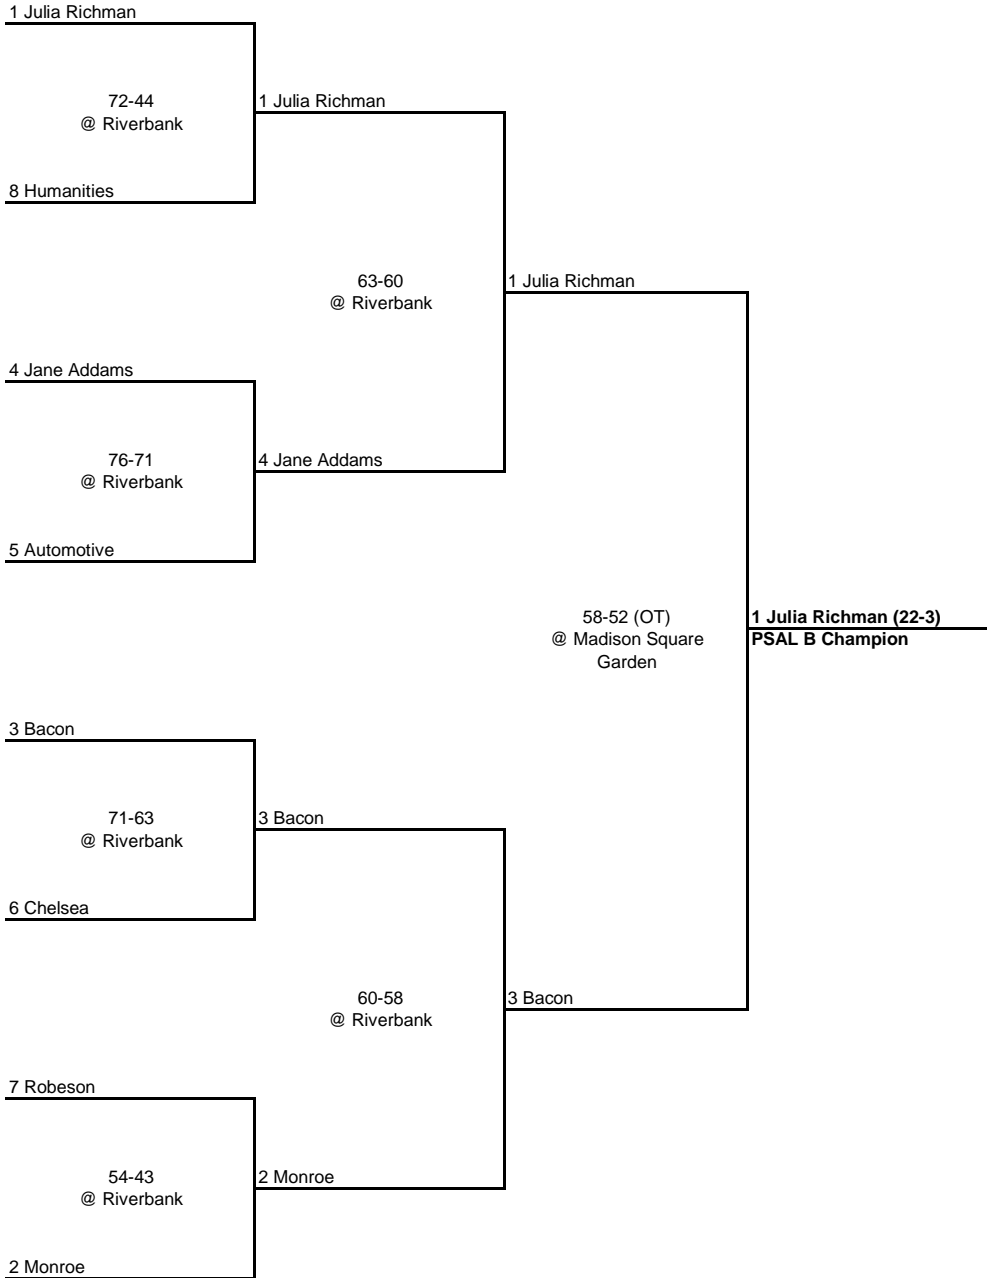 1 Julia Richman
72-44
@ Riverbank
1 Julia Richman
8 Humanities
63-60
@ Riverbank
1 Julia Richman
4 Jane Addams
76-71
@ Riverbank
4 Jane Addams
5 Automotive
58-52 (OT)
@ Madison Square
Garden
1 Julia Richman (22-3)
PSAL B Champion
3 Bacon
71-63
@ Riverbank
3 Bacon
6 Chelsea
60-58
@ Riverbank
3 Bacon
7 Robeson
54-43
@ Riverbank
2 Monroe
2 Monroe